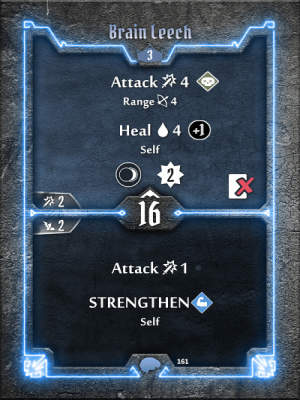 Brain Leech
3
Attack 4
Range 4
Heal 4 +1
Self
2
16
2
2
Attack 1
STRENGTHEN
Self
161